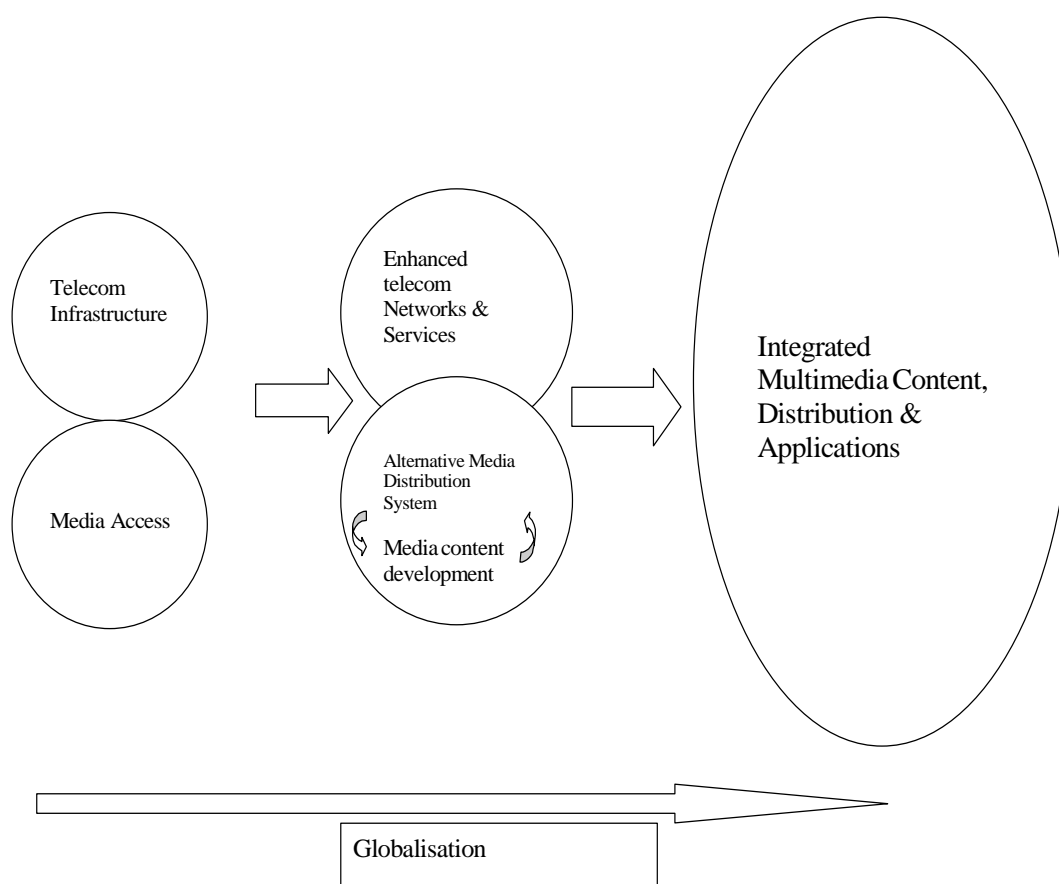 Telecom
Infrastructure
Media Access
Enhanced
telecom
Networks &
Services
Alternative Media
Distribution
System
Media content
development
Integrated
Multimedia Content,
Distribution &
Applications
Globalisation